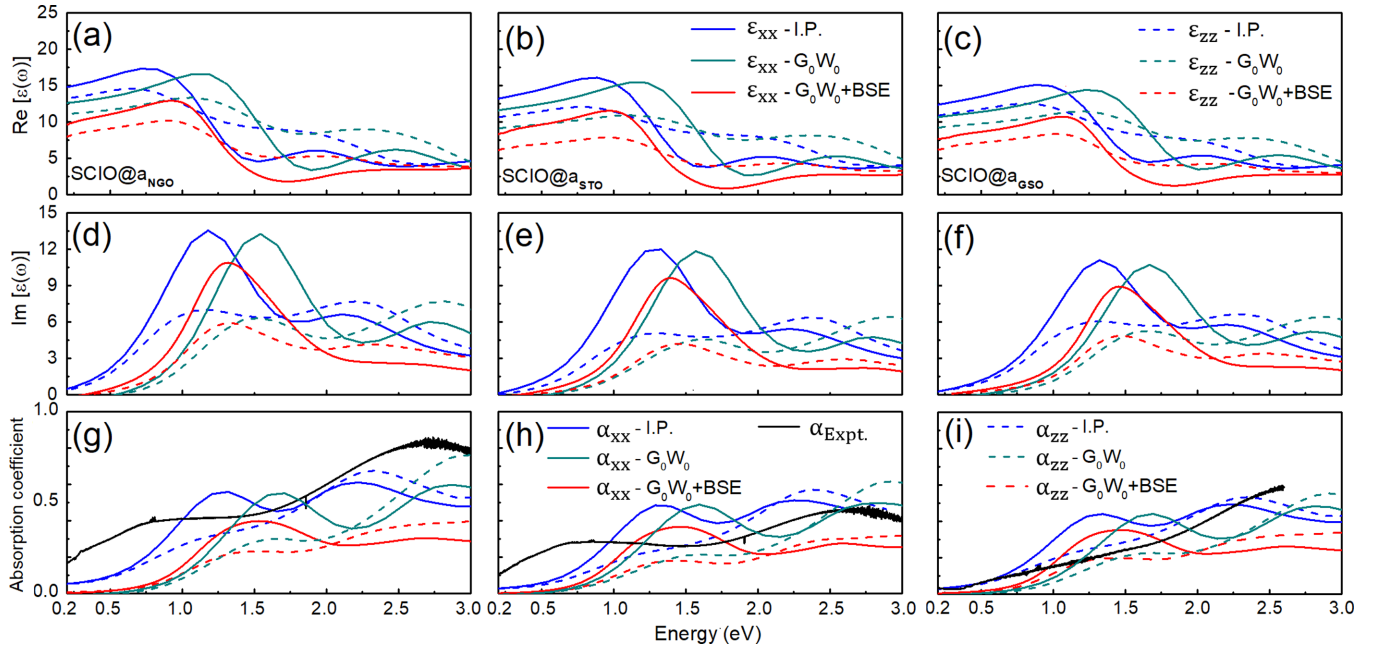 (a)
(b)
(c)
εxx - I.P.
εxx - G0W0
εxx - G0W0+BSE
εzz - I.P.
εzz - G0W0
εzz - G0W0+BSE
Re [ε(ω)]
25
20
15
10
5
0
SCIO@aNGO
SCIO@aSTO
SCIO@aGSO
(d)
(e)
(f)
Im [ε(ω)]
15
12
9
6
3
0
(g)
(h)
(i)
αxx - I.P.
αxx - G0W0
αxx - G0W0+BSE
αExpt.
αzz - I.P.
αzz - G0W0
αzz - G0W0+BSE
Absorption coefficient
1.0
0.5
0.0
0.2 0.5 1.0 1.5 2.0 2.5 3.0
0.2 0.5 1.0 1.5 2.0 2.5 3.0
0.2 0.5 1.0 1.5 2.0 2.5 3.0
Energy (eV)